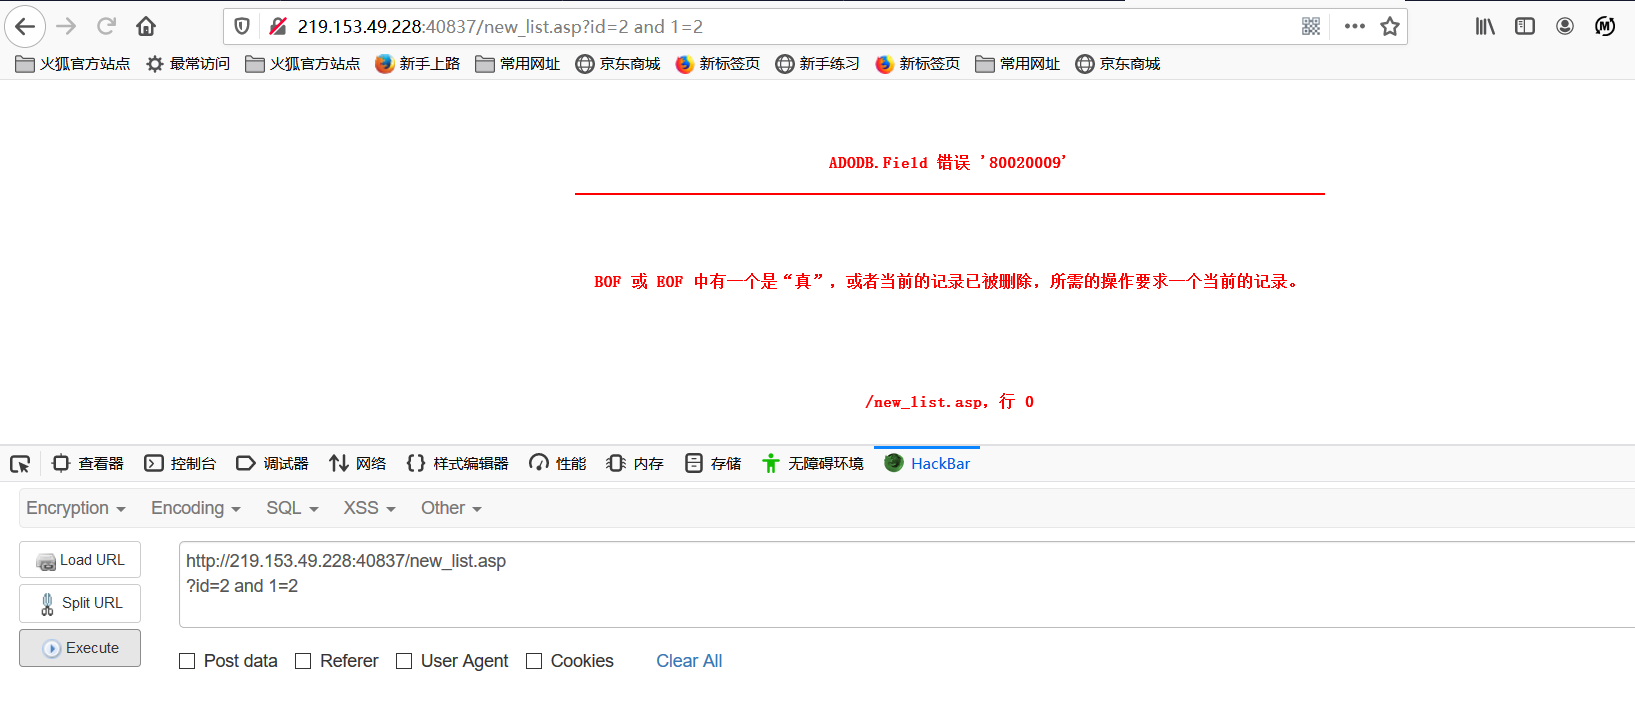 219.153.49.228:40837/new_list.asp?id=2 and 1=2
火狐官方站点 最常访问 火狐官方站点 新手上路 常用网址 京东商城 新标签页 新手练习 新标签页 常用网址 京东商城
ADODB.Field 错误 '80020009'
BOF 或 EOF 中有一个是“真”，或者当前的记录已被删除，所需的操作要求一个当前的记录。
/new_list.asp，行 0
查看器 控制台 调试器 网络 样式编辑器 性能 内存 存储 无障碍环境 HackBar
Encryption Encoding SQL XSS Other
Load URL
http://219.153.49.228:40837/new_list.asp
?id=2 and 1=2
Split URL
Execute
Post data Referer User Agent Cookies Clear All